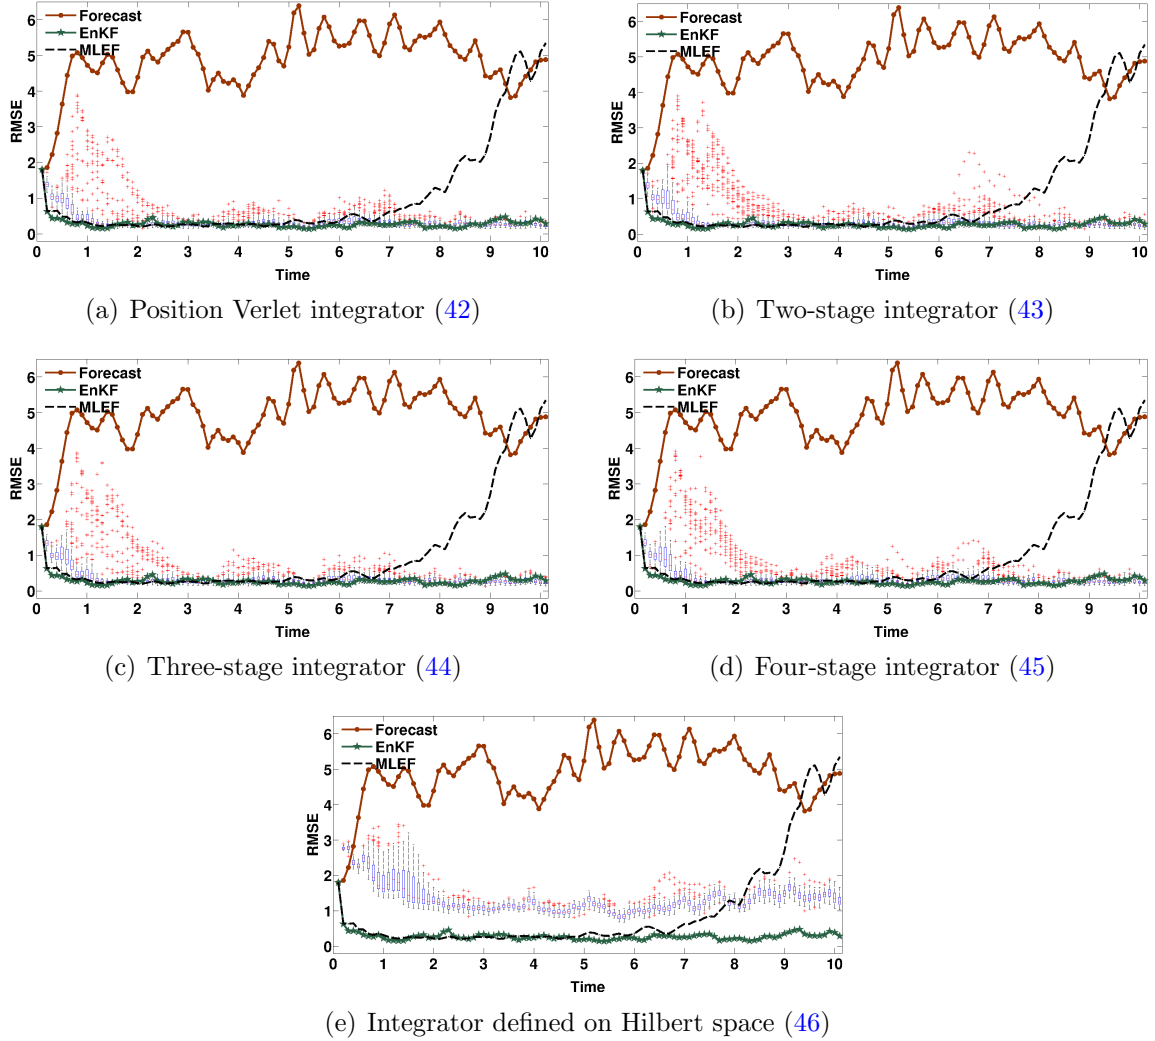 Forecast
EnKF
MLEF
RMSE
6
5
4
3
2
1
0
0 1 2 3 4 5 6 7 8 9 10
Time
(a) Position Verlet integrator (42)
Forecast
EnKF
MLEF
RMSE
6
5
4
3
2
1
0
0 1 2 3 4 5 6 7 8 9 10
Time
(b) Two-stage integrator (43)
Forecast
EnKF
MLEF
RMSE
6
5
4
3
2
1
0
0 1 2 3 4 5 6 7 8 9 10
Time
(c) Three-stage integrator (44)
Forecast
EnKF
MLEF
RMSE
6
5
4
3
2
1
0
0 1 2 3 4 5 6 7 8 9 10
Time
(d) Four-stage integrator (45)
Forecast
EnKF
MLEF
RMSE
6
5
4
3
2
1
0
0 1 2 3 4 5 6 7 8 9 10
Time
(e) Integrator defined on Hilbert space (46)